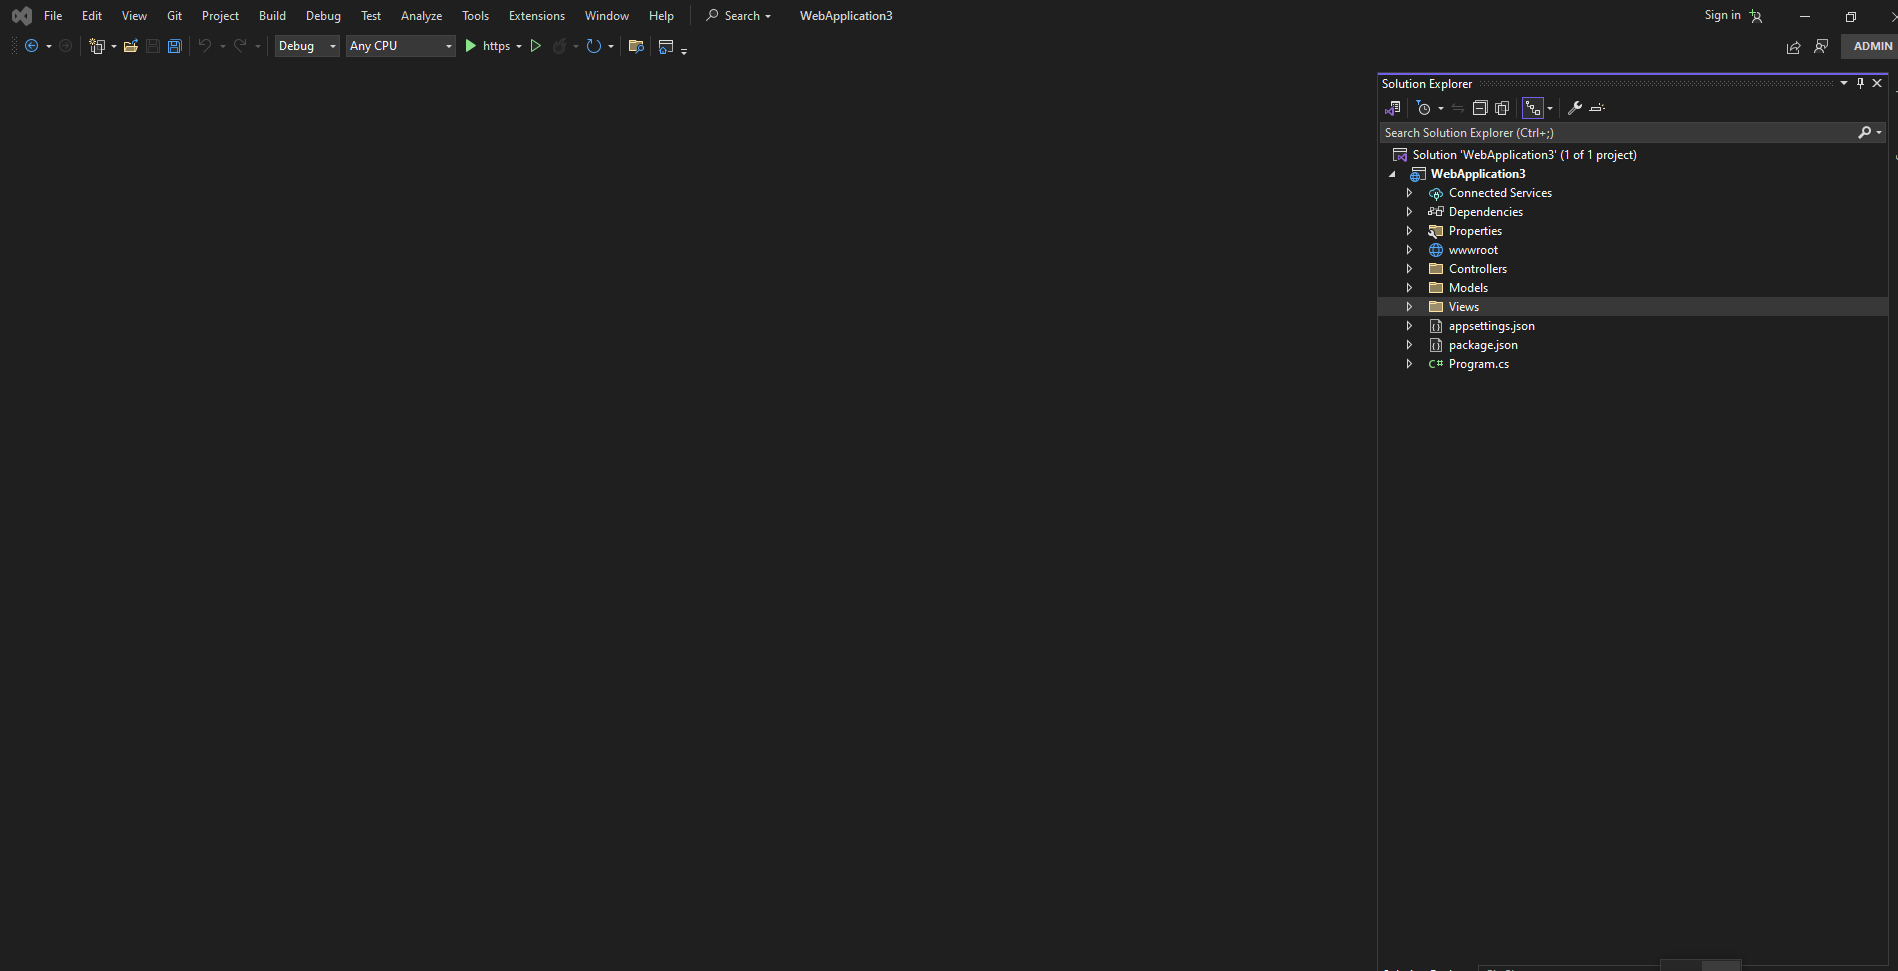 File Edit View Git Project Build Debug Test Analyze Tools Extensions Window Help Search WebApplication3 Sign in
Debug Any CPU https ADMIN
Solution Explorer
Search Solution Explorer (Ctrl+;)
Solution 'WebApplication3' (1 of 1 project)
WebApplication3
Connected Services
Dependencies
Properties
wwwroot
Controllers
Models
Views
appsettings.json
package.json
C# Program.cs